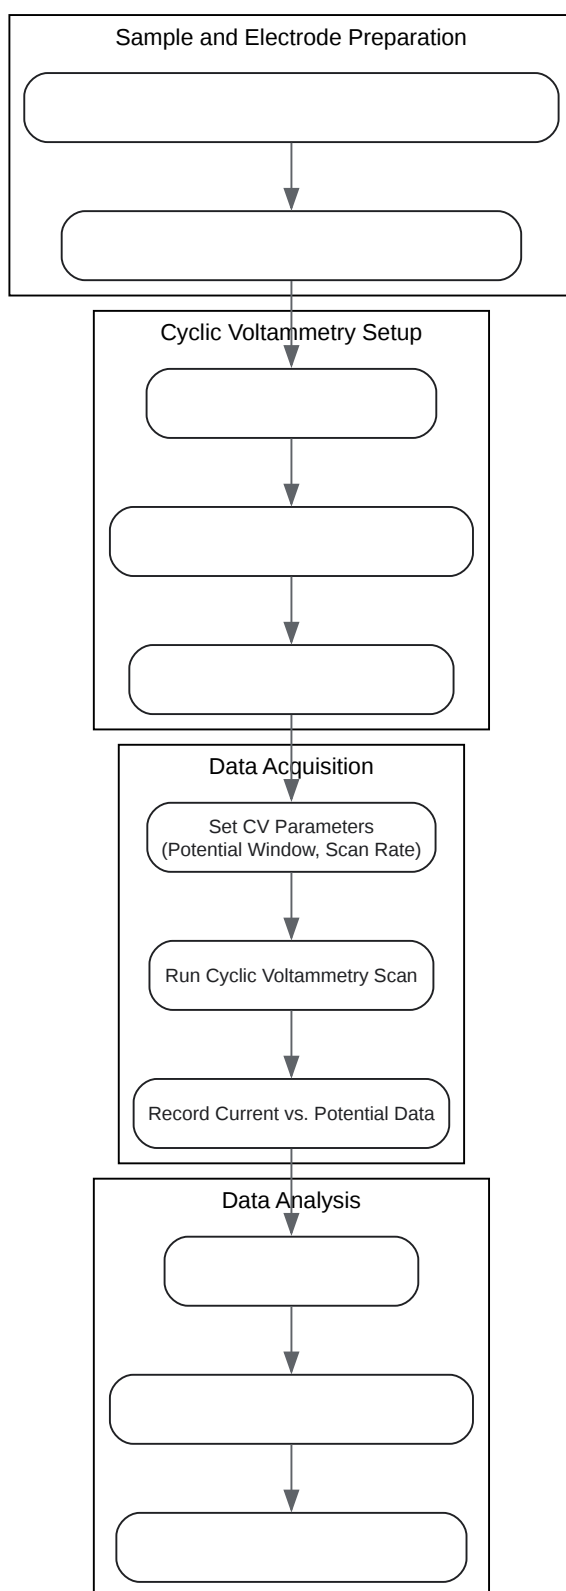 Sample and Electrode Preparation
Cyclic Voltammetry Setup
Data Acquisition
Set CV Parameters
(Potential Window, Scan Rate)
Run Cyclic Voltammetry Scan
Record Current vs. Potential Data
Data Analysis